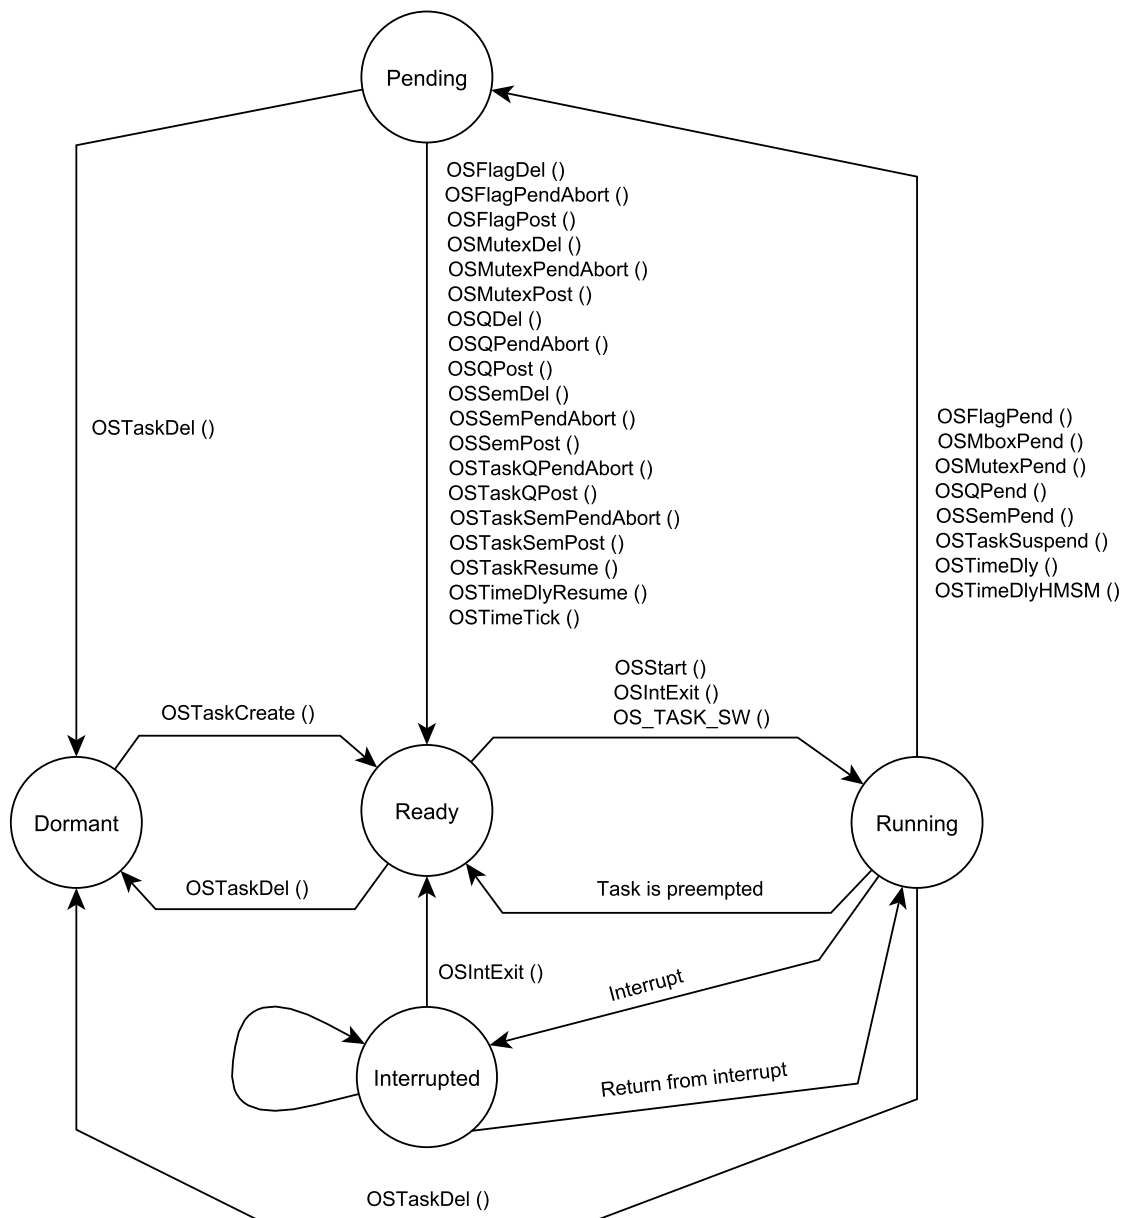 Pending
OSFlagDel ()
OSFlagPendAbort ()
OSFlagPost ()
OSMutexDel ()
OSMutexPendAbort ()
OSMutexPost ()
OSQDel ()
OSQPendAbort ()
OSQPost ()
OSSemDel ()
OSSemPendAbort ()
OSSemPost ()
OSTaskQPendAbort ()
OSTaskQPost ()
OSTaskSemPendAbort ()
OSTaskSemPost ()
OSTaskResume ()
OSTimeDlyResume ()
OSTimeTick ()
OSTaskDel ()
OSFlagPend ()
OSMboxPend ()
OSMutexPend ()
OSQPend ()
OSSemPend ()
OSTaskSuspend ()
OSTimeDly ()
OSTimeDlyHMSM ()
OSStart ()
OSIntExit ()
OS_TASK_SW ()
OSTaskCreate ()
Dormant
Ready
Running
OSTaskDel ()
Task is preempted
OSIntExit ()
Interrupt
Interrupted
Return from interrupt
OSTaskDel ()